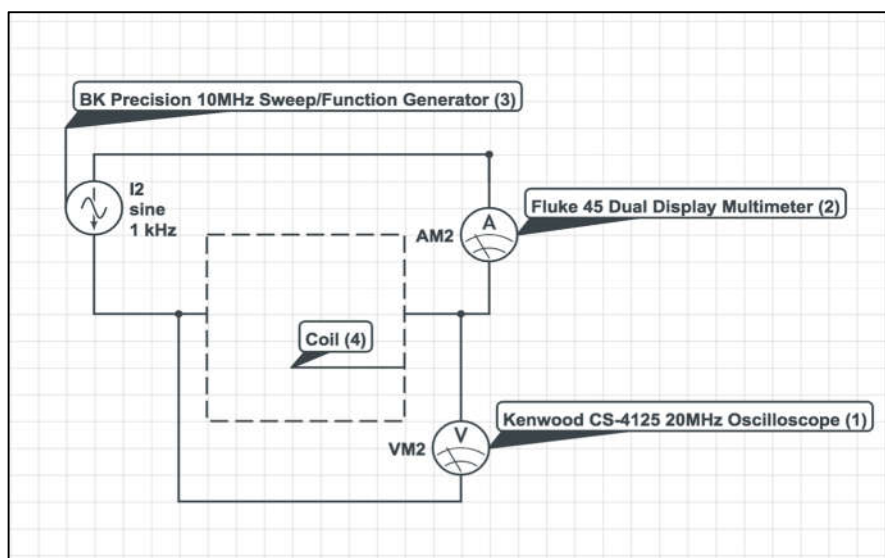 BK Precision 10MHz Sweep/Function Generator (3)
I2
sine
1 kHz
A
AM2
Fluke 45 Dual Display Multimeter (2)
Coil (4)
Kenwood CS-4125 20MHz Oscilloscope (1)
V
VM2